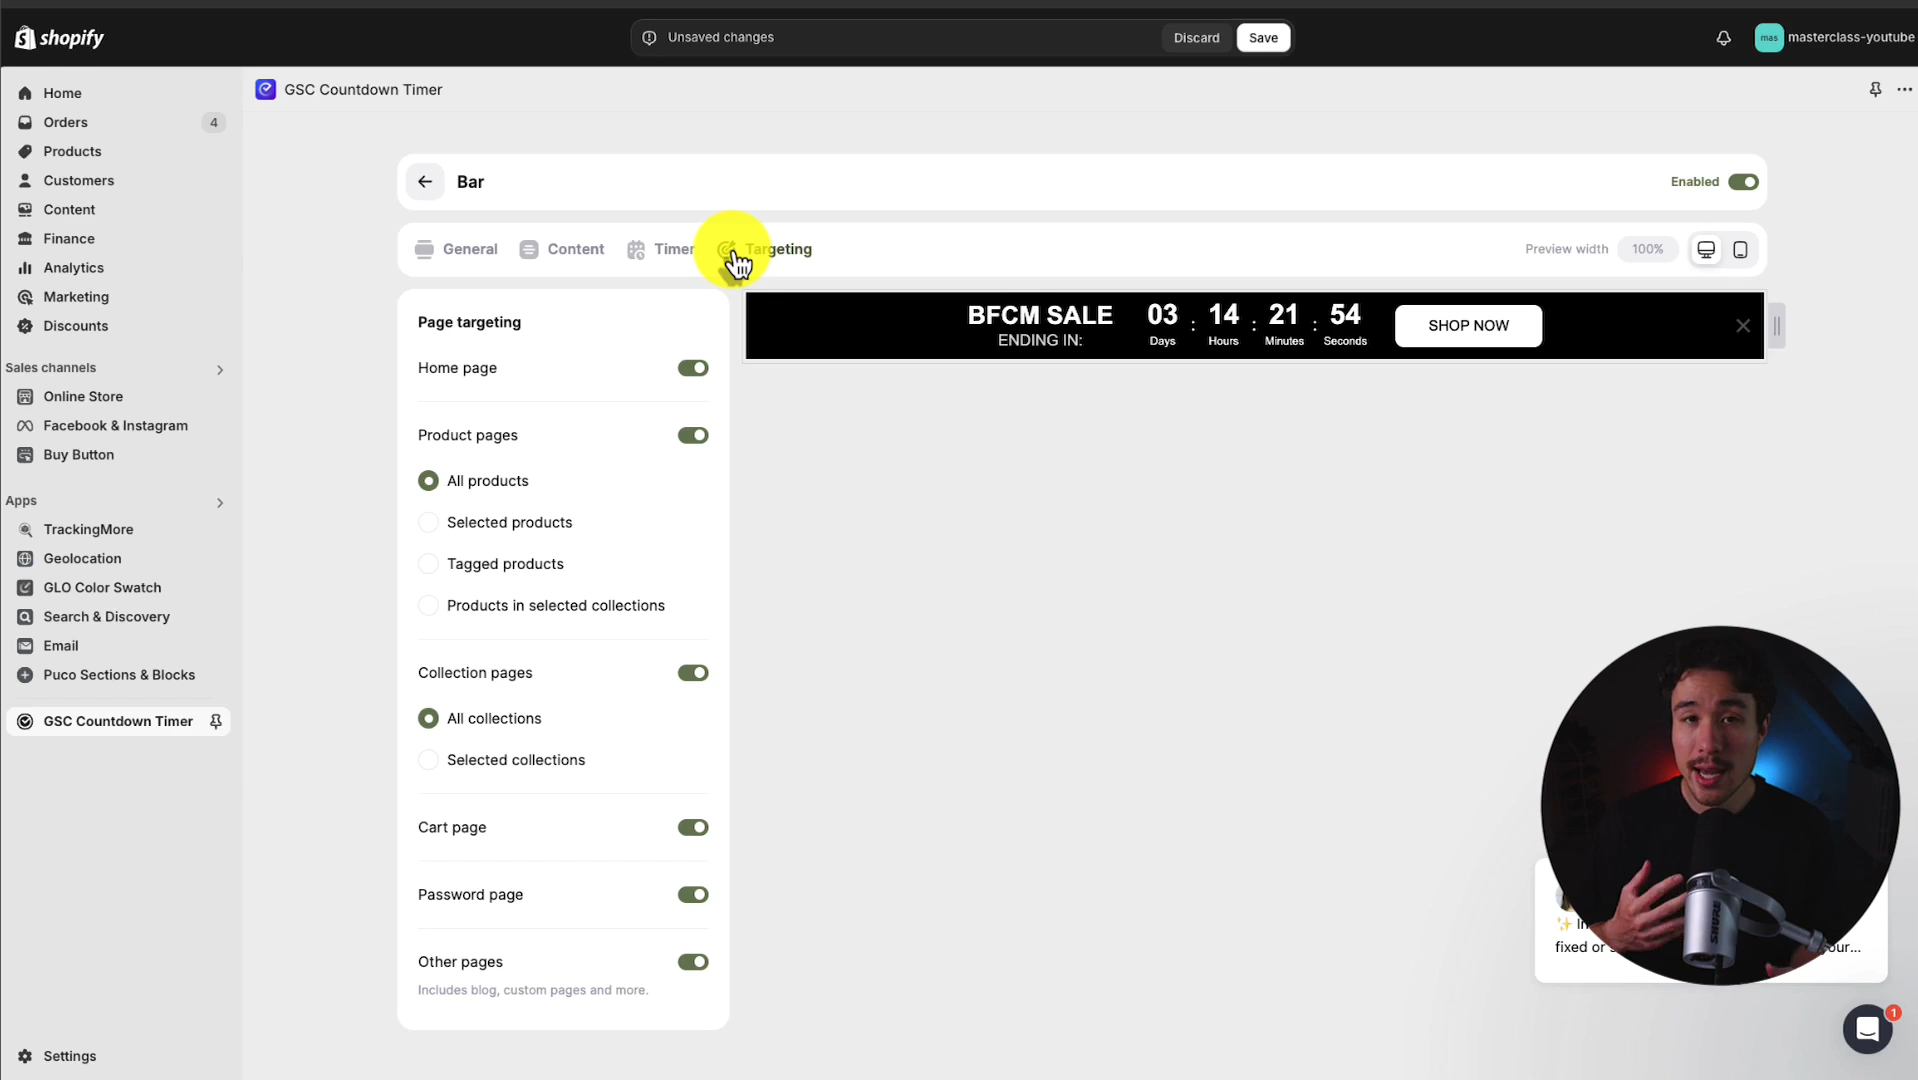 shopify
Unsaved changes
Discard
Save
mas
masterclass-youtube
Home
Orders
4
Products
Customers
Content
Finance
Analytics
Marketing
Discounts
Sales channels
Online Store
Facebook & Instagram
Buy Button
Apps
TrackingMore
Geolocation
GLO Color Swatch
Search & Discovery
Email
Puco Sections & Blocks
GSC Countdown Timer
Settings
GSC Countdown Timer
Bar
Enabled
General
Content
Timer
Targeting
Preview width
100%
Page targeting
Home page
Product pages
All products
Selected products
Tagged products
Products in selected collections
Collection pages
All collections
Selected collections
Cart page
Password page
Other pages
Includes blog, custom pages and more.
BFCM SALE
ENDING IN:
03 : 14 : 21 : 54
Days Hours Minutes Seconds
SHOP NOW
SHURE
fixed or
1